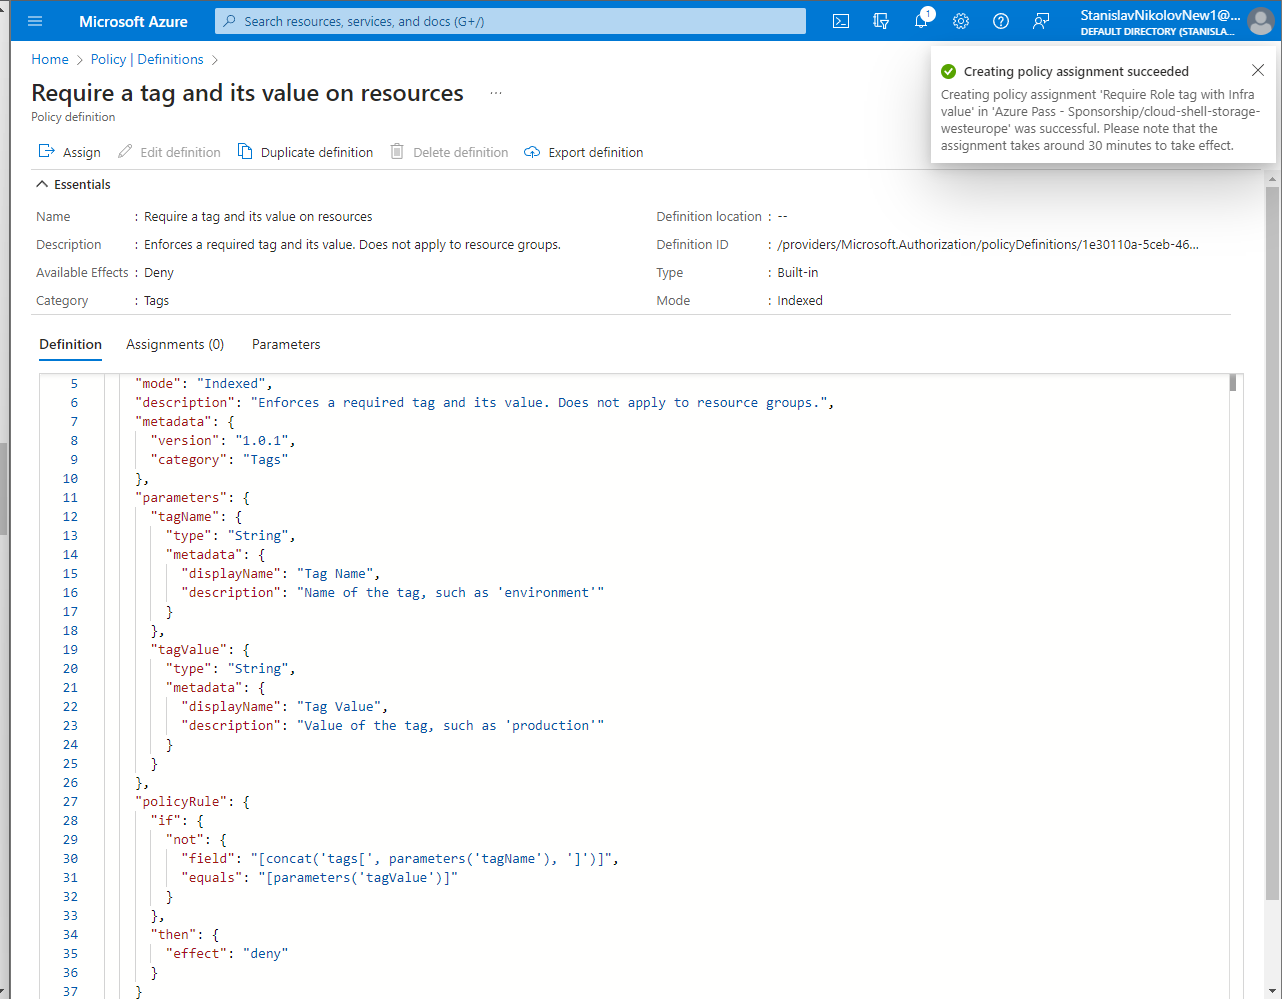 Microsoft Azure
Search resources, services, and docs (G+/)
1
StanislavNikolovNew1@...
DEFAULT DIRECTORY (STANISLA...
Home > Policy | Definitions >
Require a tag and its value on resources ...
Policy definition
Creating policy assignment succeeded
Creating policy assignment 'Require Role tag with Infra
value' in 'Azure Pass - Sponsorship/cloud-shell-storage-
westeurope' was successful. Please note that the
assignment takes around 30 minutes to take effect.
Assign Edit definition Duplicate definition Delete definition Export definition
Essentials
Name : Require a tag and its value on resources
Definition location : --
Description : Enforces a required tag and its value. Does not apply to resource groups.
Definition ID : /providers/Microsoft.Authorization/policyDefinitions/1e30110a-5ceb-46...
Available Effects : Deny
Type : Built-in
Category : Tags
Mode : Indexed
Definition Assignments (0) Parameters
5 "mode": "Indexed",
6 "description": "Enforces a required tag and its value. Does not apply to resource groups.",
7 "metadata": {
8 "version": "1.0.1",
9 "category": "Tags"
10 },
11 "parameters": {
12 "tagName": {
13 "type": "String",
14 "metadata": {
15 "displayName": "Tag Name",
16 "description": "Name of the tag, such as 'environment'"
17 }
18 },
19 "tagValue": {
20 "type": "String",
21 "metadata": {
22 "displayName": "Tag Value",
23 "description": "Value of the tag, such as 'production'"
24 }
25 }
26 },
27 "policyRule": {
28 "if": {
29 "not": {
30 "field": "[concat('tags[', parameters('tagName'), ']')]",
31 "equals": "[parameters('tagValue')]"
32 }
33 },
34 "then": {
35 "effect": "deny"
36 }
37 }